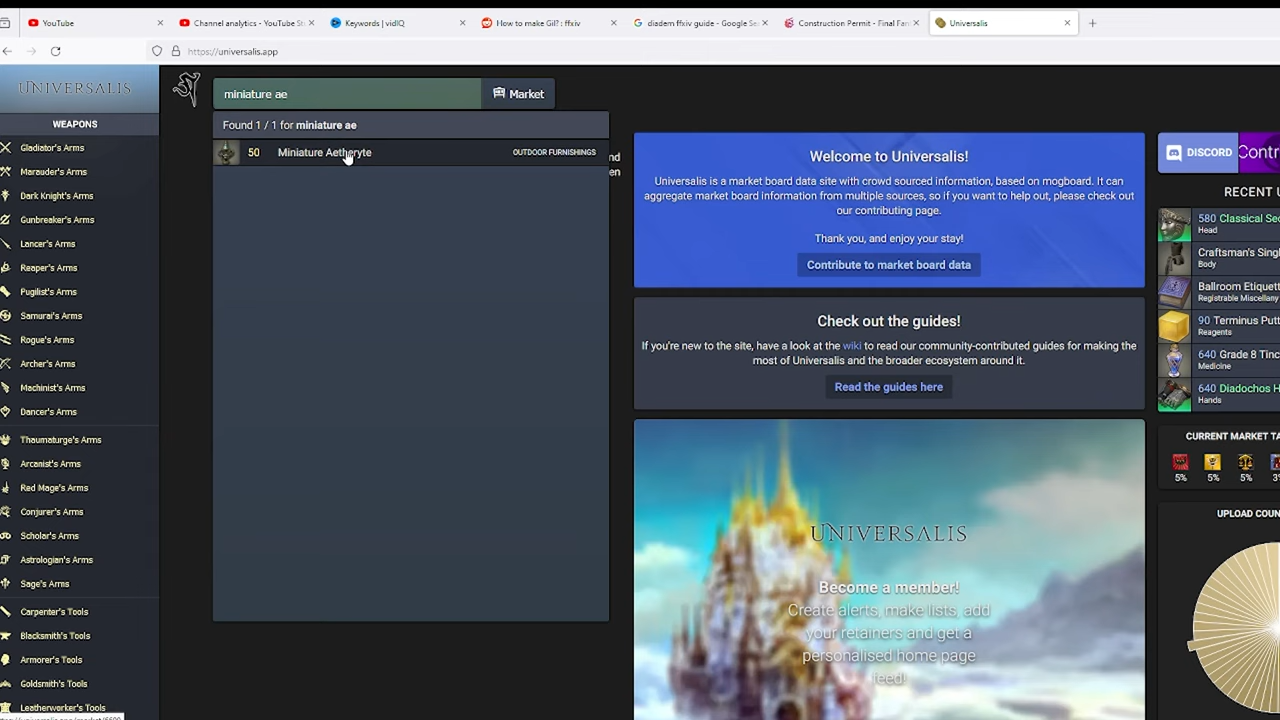 YouTube
Channel analytics - YouTube St
Keywords | vidIQ
How to make Gil? : ffxiv
diadem ffxiv guide - Google Se
Construction Permit - Final Fan
Universalis
https://universalis.app
UNIVERSALIS
miniature ae
Market
Found 1 / 1 for miniature ae
50 Miniature Aetheryte OUTDOOR FURNISHINGS
nd
en
WEAPONS
Gladiator's Arms
Marauder's Arms
Dark Knight's Arms
Gunbreaker's Arms
Lancer's Arms
Reaper's Arms
Pugilist's Arms
Samurai's Arms
Rogue's Arms
Archer's Arms
Machinist's Arms
Dancer's Arms
Thaumaturge's Arms
Arcanist's Arms
Red Mage's Arms
Conjurer's Arms
Scholar's Arms
Astrologian's Arms
Sage's Arms
Carpenter's Tools
Blacksmith's Tools
Armorer's Tools
Goldsmith's Tools
Leatherworker's Tools
Welcome to Universalis!
Universalis is a market board data site with crowd sourced information, based on mogboard. It can
aggregate market board information from multiple sources, so if you want to help out, please check out
our contributing page.
Thank you, and enjoy your stay!
Contribute to market board data
Check out the guides!
If you're new to the site, have a look at the wiki to read our community-contributed guides for making the
most of Universalis and the broader ecosystem around it.
Read the guides here
UNIVERSALIS
Become a member!
Create alerts, make lists, add
your retainers and get a
personalised home page
feed!
DISCORD
Contr
RECENT U
580 Classical Sec
Head
Craftsman's Singl
Body
Ballroom Etiquett
Registrable Miscellany
90 Terminus Putt
Reagents
640 Grade 8 Tinc
Medicine
640 Diadochos H
Hands
CURRENT MARKET TA
5% 5% 5% 3%
UPLOAD COUN